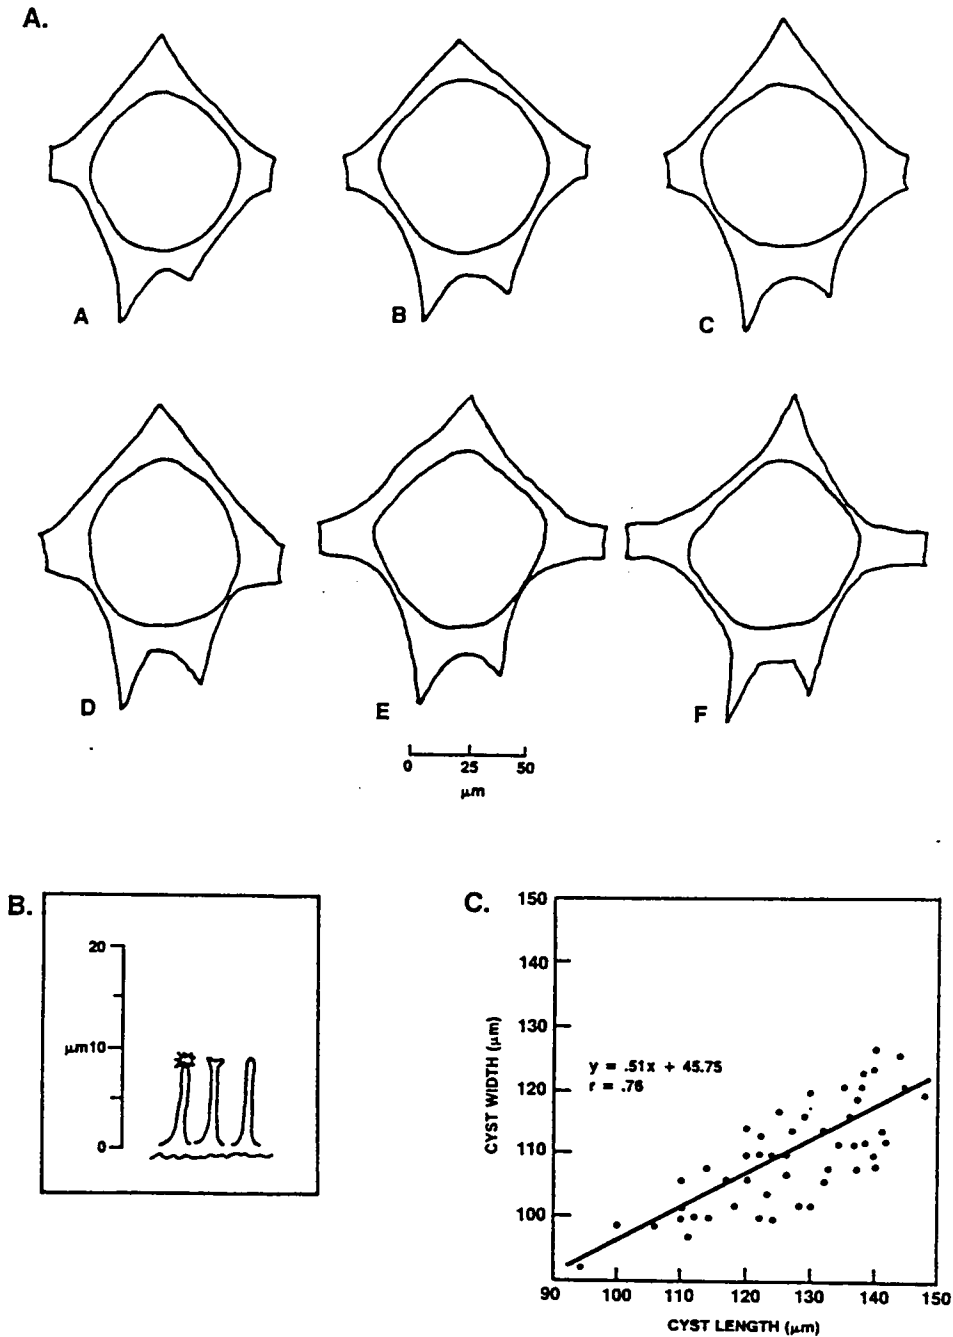 A.
A
B
C
D
E
F
0 25 50
μm
B.
20
μm10
0
C.
150
140
130
120
110
100
CYST WIDTH (μm)
y = .51x + 45.75
r = .76
90 100 110 120 130 140 150
CYST LENGTH (μm)